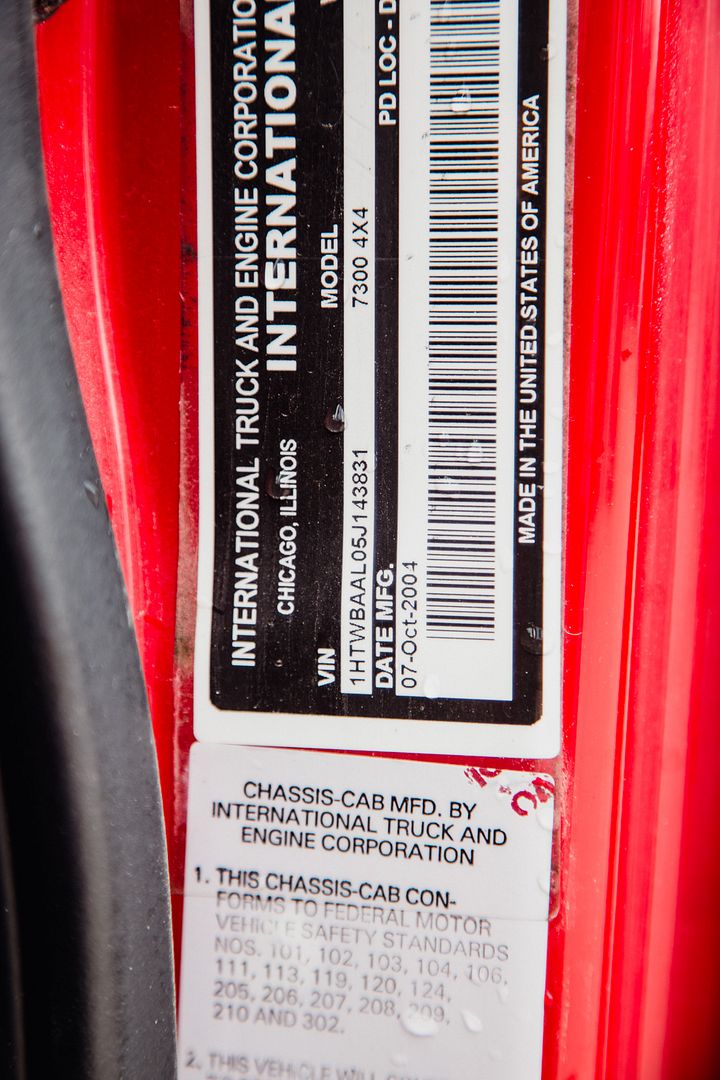 INTERNATIONAL TRUCK AND ENGINE CORPORATIO
INTERNATIONA
CHICAGO, ILLINOIS
VIN
MODEL
1HTWBAAL05J143831
7300 4X4
DATE MFG.
PD LOC - D
07-Oct-2004
MADE IN THE UNITED STATES OF AMERICA
CHASSIS-CAB MFD. BY
INTERNATIONAL TRUCK AND
ENGINE CORPORATION
1. THIS CHASSIS-CAB CON-
FORMS TO FEDERAL MOTOR
VEHICLE SAFETY STANDARDS
NOS. 101, 102, 103, 104, 106,
111, 113, 119, 120, 124,
205, 206, 207, 208, 209,
210 AND 302.
2. THIS VEHICLE WILL